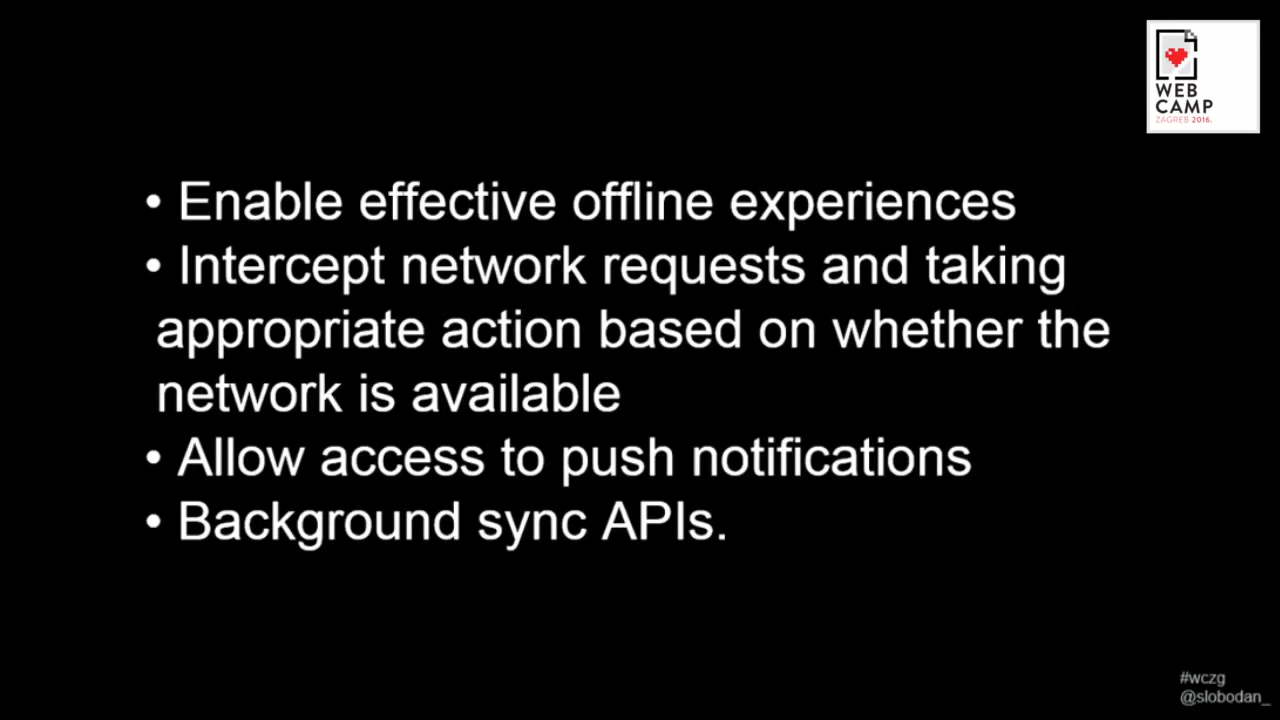 WEB
CAMP
ZAGREB 2016.
• Enable effective offline experiences
• Intercept network requests and taking
appropriate action based on whether the
network is available
• Allow access to push notifications
• Background sync APIs.
#wczg
@slobodan_